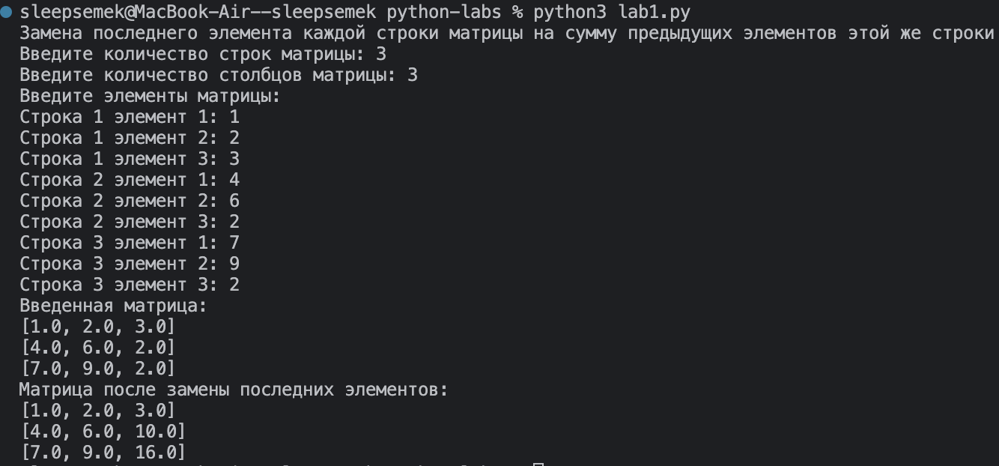 sleepsemek@MacBook-Air--sleepsemek python-labs % python3 lab1.py
Замена последнего элемента каждой строки матрицы на сумму предыдущих элементов этой же строки
Введите количество строк матрицы: 3
Введите количество столбцов матрицы: 3
Введите элементы матрицы:
Строка 1 элемент 1: 1
Строка 1 элемент 2: 2
Строка 1 элемент 3: 3
Строка 2 элемент 1: 4
Строка 2 элемент 2: 6
Строка 2 элемент 3: 2
Строка 3 элемент 1: 7
Строка 3 элемент 2: 9
Строка 3 элемент 3: 2
Введенная матрица:
[1.0, 2.0, 3.0]
[4.0, 6.0, 2.0]
[7.0, 9.0, 2.0]
Матрица после замены последних элементов:
[1.0, 2.0, 3.0]
[4.0, 6.0, 10.0]
[7.0, 9.0, 16.0]